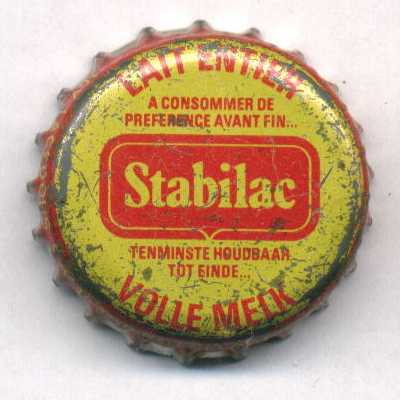 LAIT ENTIER
A CONSOMMER DE
PREFERENCE AVANT FIN...
Stabilac
TENMINSTE HOUDBAAR
TOT EINDE...
VOLLE MELK